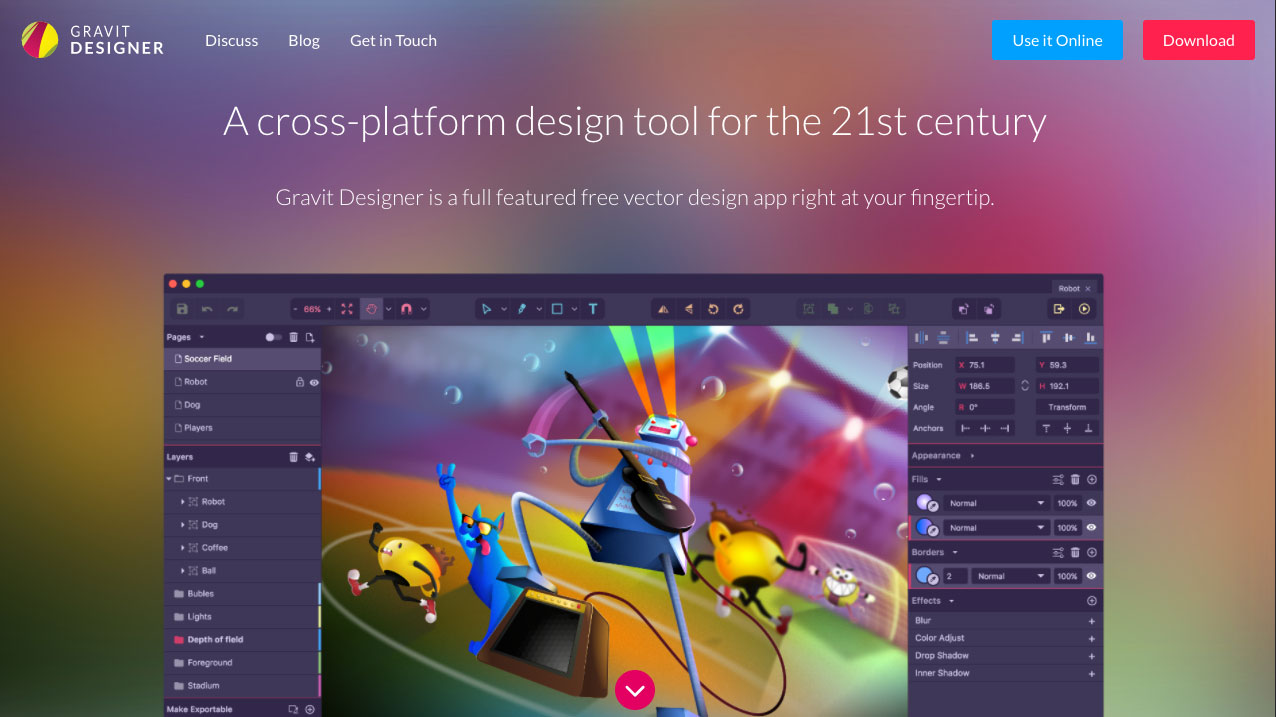 GRAVIT
DESIGNER
Discuss
Blog
Get in Touch
Use it Online
Download
A cross-platform design tool for the 21st century
Gravit Designer is a full featured free vector design app right at your fingertip.
Robot ×
- 66% +
T
Pages
Soccer Field
Robot
Dog
Players
Layers
Front
Robot
Dog
Coffee
Ball
Bubles
Lights
Depth of field
Foreground
Stadium
Make Exportable
Position X 75.1 Y 59.3
Size W 186.5 H 192.1
Angle R 0° Transform
Anchors
Appearance
Fills
Normal 100%
Normal 100%
Borders
2 Normal 100%
Effects
Blur +
Color Adjust +
Drop Shadow +
Inner Shadow +